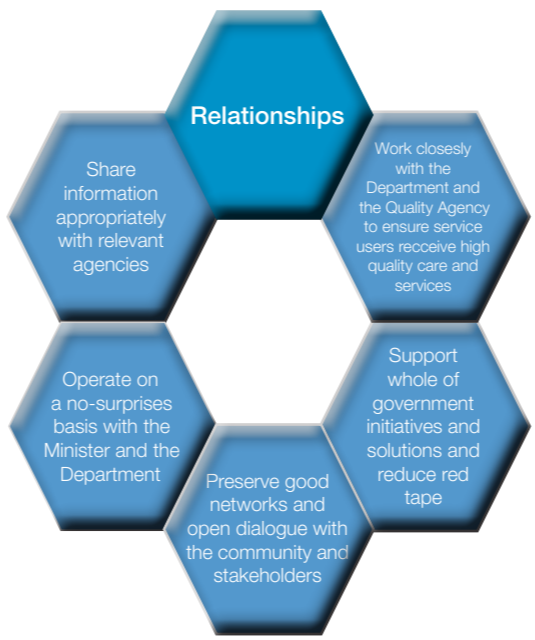 Relationships
Work closesly
with the
Department and
the Quality Agency
to ensure service
users recceive high
quality care and
services
Support
whole of
government
initiatives and
solutions and
reduce red
tape
Preserve good
networks and
open dialogue with
the community and
stakeholders
Operate on
a no-surprises
basis with the
Minister and the
Department
Share
information
appropriately
with relevant
agencies